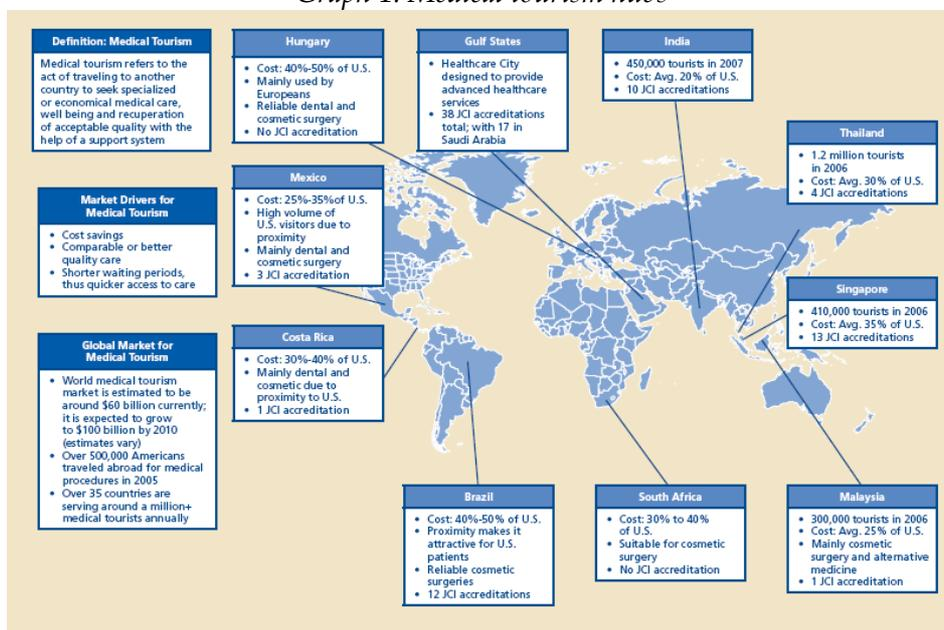 Graph 1. Medical tourism hubs
Definition: Medical Tourism
Medical tourism refers to the
act of traveling to another
country to seek specialized
or economical medical care,
well being and recuperation
of acceptable quality with the
help of a support system
Market Drivers for
Medical Tourism
• Cost savings
• Comparable or better
quality care
• Shorter waiting periods,
thus quicker access to care
Global Market for
Medical Tourism
• World medical tourism
market is estimated to be
around $60 billion currently;
it is expected to grow
to $100 billion by 2010
(estimates vary)
• Over 500,000 Americans
traveled abroad for medical
procedures in 2005
• Over 35 countries are
serving around a million+
medical tourists annually
Hungary
• Cost: 40%-50% of U.S.
• Mainly used by
Europeans
• Reliable dental and
cosmetic surgery
• No JCI accreditation
Mexico
• Cost: 25%-35%of U.S.
• High volume of
U.S. visitors due to
proximity
• Mainly dental and
cosmetic surgery
• 3 JCI accreditation
Costa Rica
• Cost: 30%-40% of U.S.
• Mainly dental and
cosmetic due to
proximity to U.S.
• 1 JCI accreditation
Gulf States
• Healthcare City
designed to provide
advanced healthcare
services
• 38 JCI accreditations
total; with 17 in
Saudi Arabia
India
• 450,000 tourists in 2007
• Cost: Avg. 20% of U.S.
• 10 JCI accreditations
Thailand
• 1.2 million tourists
in 2006
• Cost: Avg. 30% of U.S.
• 4 JCI accreditations
Singapore
• 410,000 tourists in 2006
• Cost: Avg. 35% of U.S.
• 13 JCI accreditations
Brazil
• Cost: 40%-50% of U.S.
• Proximity makes it
attractive for U.S.
patients
• Reliable cosmetic
surgeries
• 12 JCI accreditations
South Africa
• Cost: 30% to 40%
of U.S.
• Suitable for cosmetic
surgery
• No JCI accreditation
Malaysia
• 300,000 tourists in 2006
• Cost: Avg. 25% of U.S.
• Mainly cosmetic
surgery and alternative
medicine
• 1 JCI accreditation